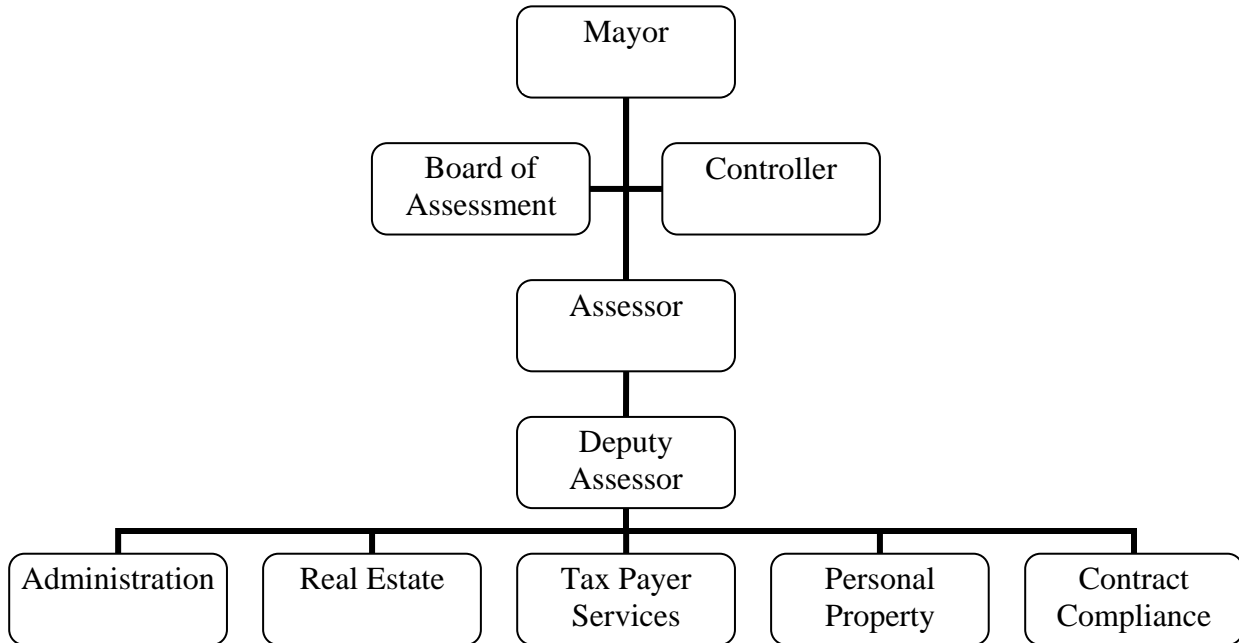 Mayor
Board of
Assessment
Controller
Assessor
Deputy
Assessor
Administration
Real Estate
Tax Payer
Services
Personal
Property
Contract
Compliance